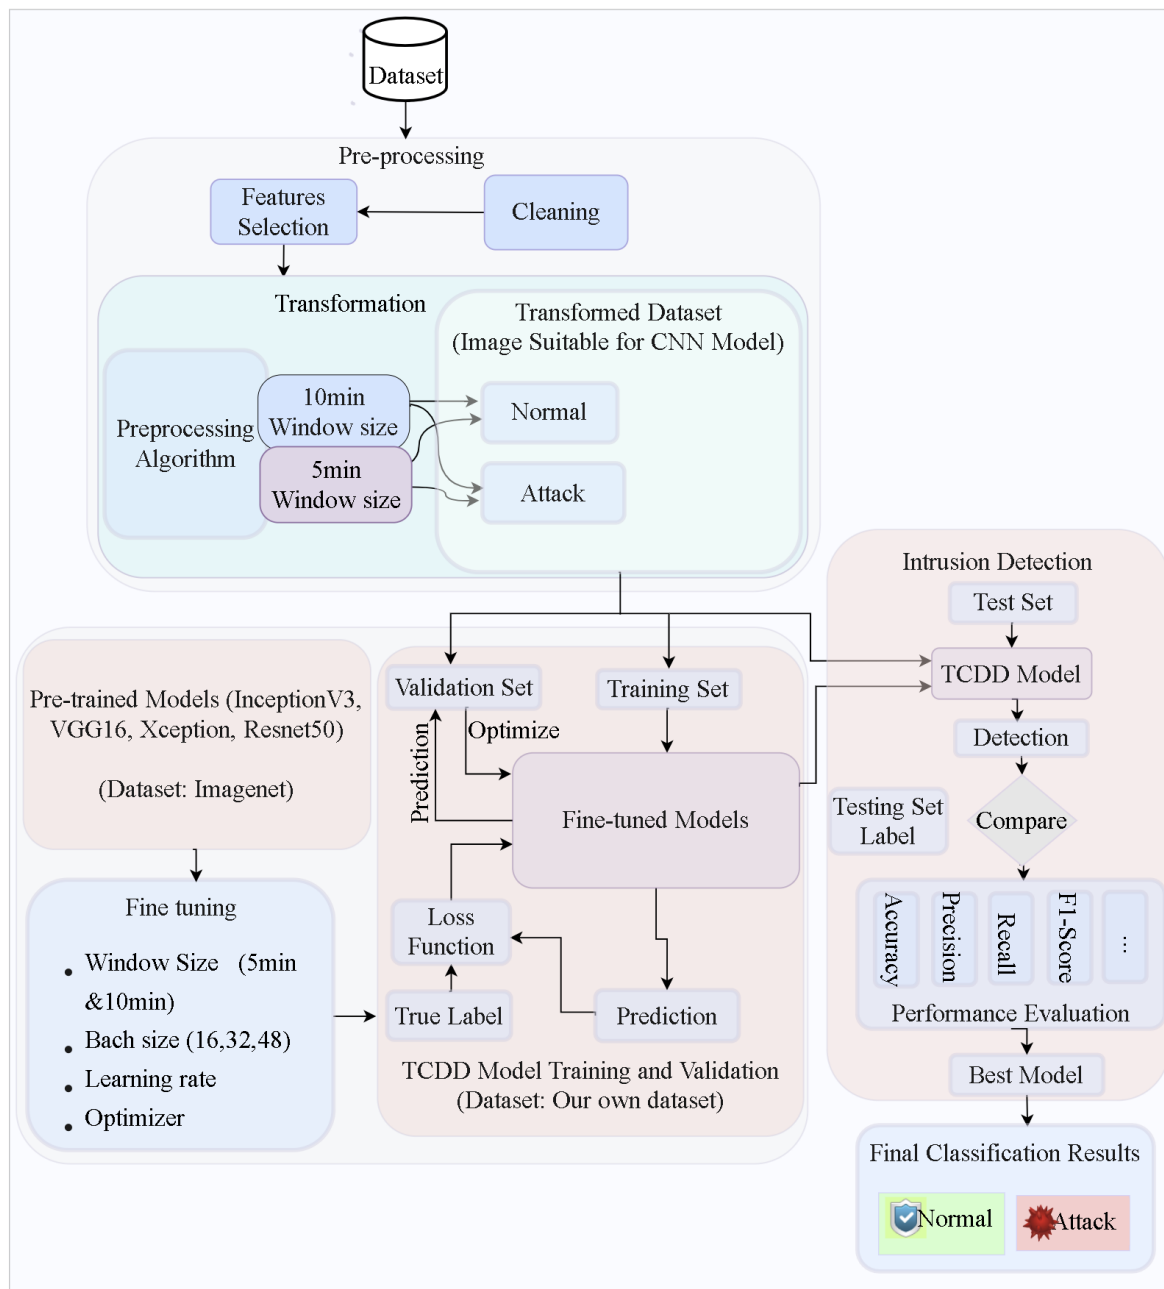 Dataset
Pre-processing
Features
Selection
Cleaning
Transformation
Transformed Dataset
(Image Suitable for CNN Model)
Preprocessing
Algorithm
10min
Window size
5min
Window size
Normal
Attack
Pre-trained Models (InceptionV3,
VGG16, Xception, Resnet50)
(Dataset: Imagenet)
Fine tuning
• Window Size (5min
&10min)
• Bach size (16,32,48)
• Learning rate
• Optimizer
Validation Set
Training Set
Optimize
Prediction
Fine-tuned Models
Loss
Function
True Label
Prediction
TCDD Model Training and Validation
(Dataset: Our own dataset)
Intrusion Detection
Test Set
TCDD Model
Detection
Testing Set
Label
Compare
Accuracy
Precision
Recall
F1-Score
...
Performance Evaluation
Best Model
Final Classification Results
Normal
Attack